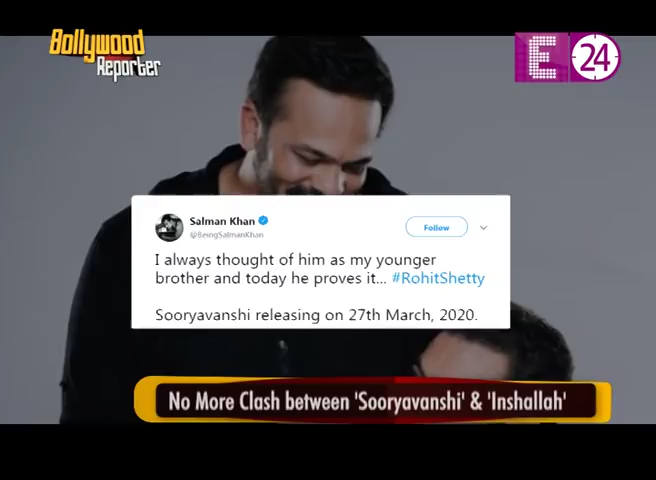 Bollywood
Reporter
E 24
Salman Khan
@BeingSalmanKhan
Follow
I always thought of him as my younger
brother and today he proves it... #RohitShetty
Sooryavanshi releasing on 27th March, 2020.
No More Clash between 'Sooryavanshi' & 'Inshallah'